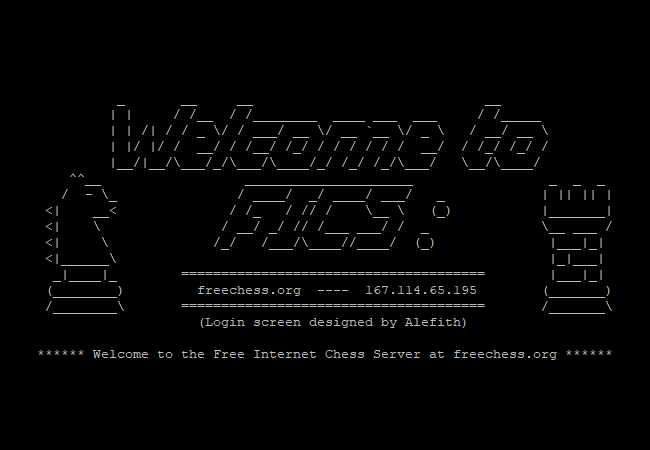 Welcome to
FICS:
freechess.org ---- 167.114.65.195
(Login screen designed by Alefith)
****** Welcome to the Free Internet Chess Server at freechess.org ******